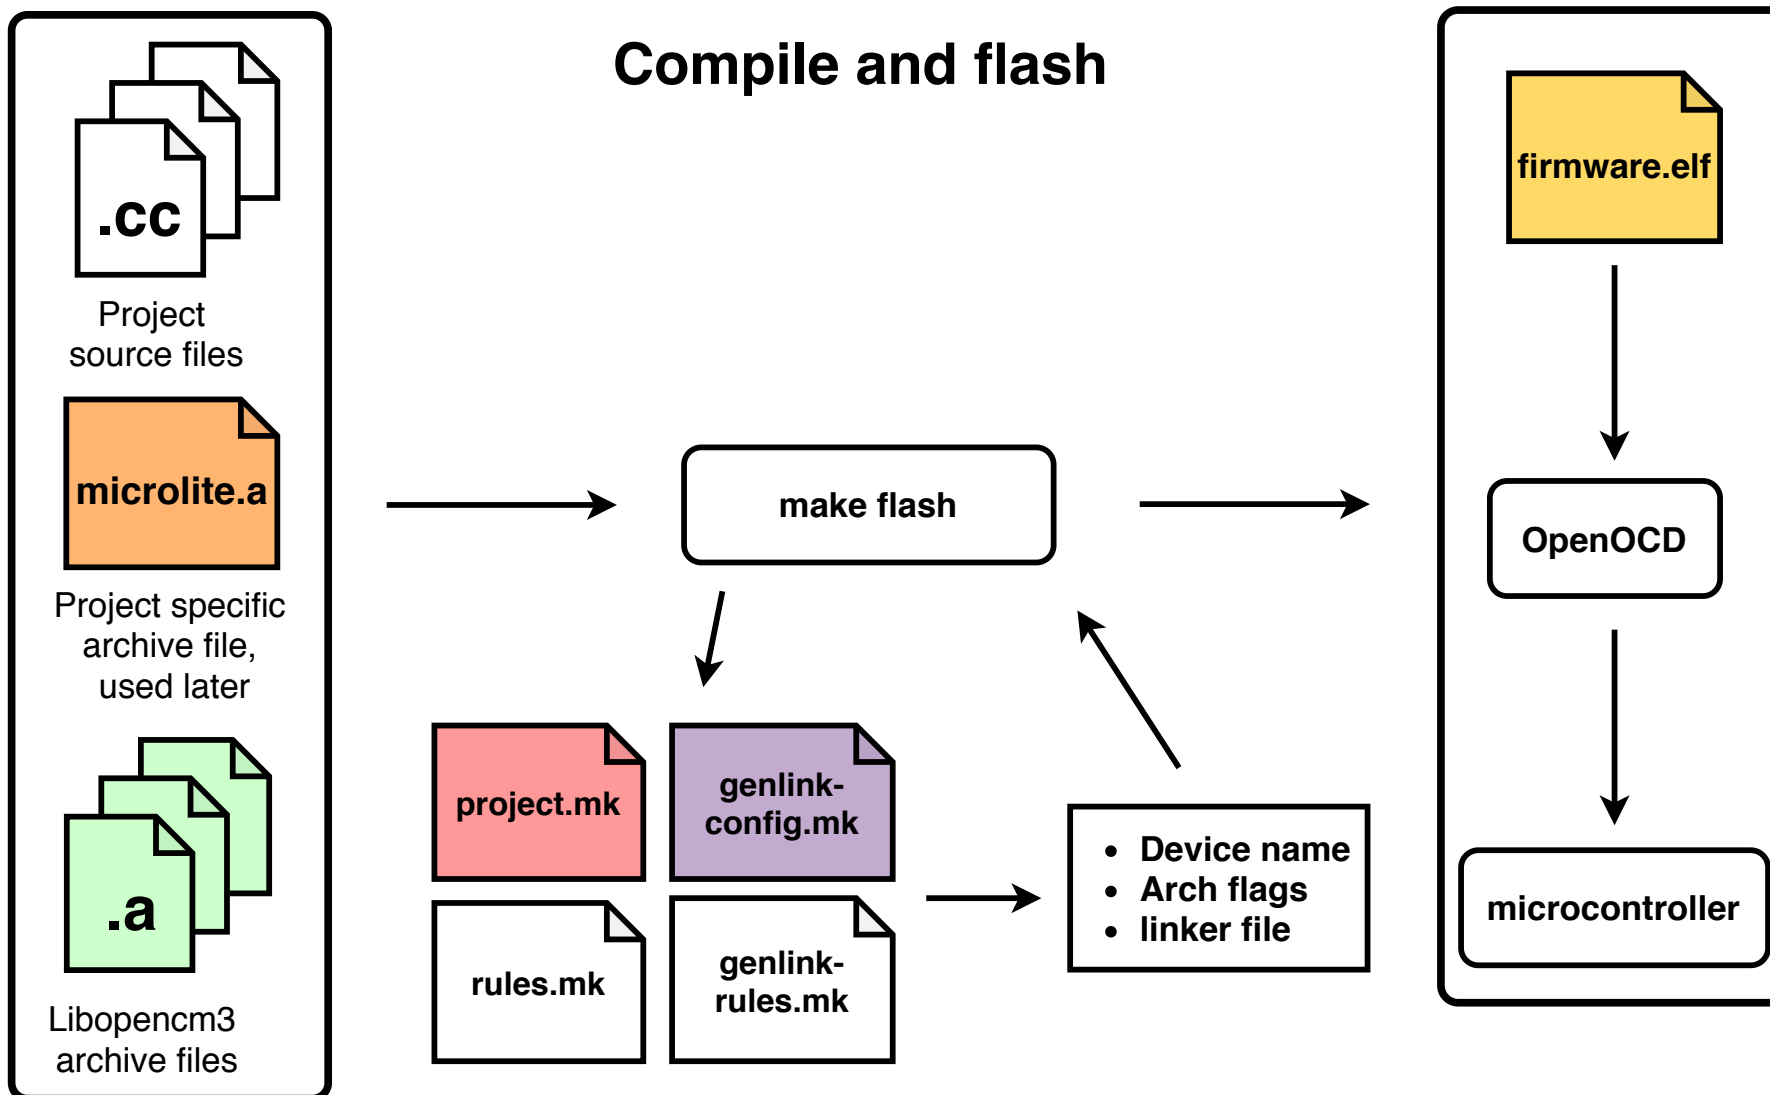 Compile and flash
.cc
Project
source files
microlite.a
Project specific
archive file,
used later
.a
Libopencm3
archive files
make flash
project.mk
genlink-
config.mk
rules.mk
genlink-
rules.mk
• Device name
• Arch flags
• linker file
firmware.elf
OpenOCD
microcontroller